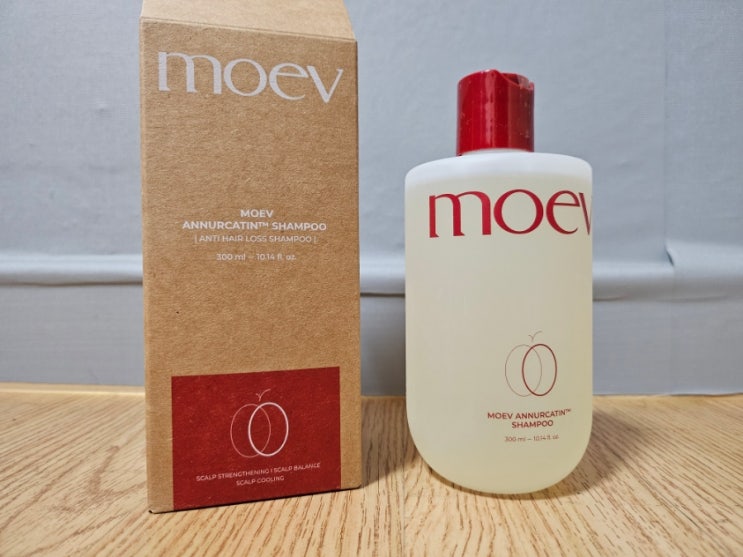 moev
MOEV
ANNURCATIN™ SHAMPOO
| ANTI HAIR LOSS SHAMPOO |
300 ml – 10.14 fl. oz.
SCALP STRENGTHENING | SCALP BALANCE
SCALP COOLING
moev
MOEV ANNURCATIN™
SHAMPOO
300 ml – 10.14 fl. oz.